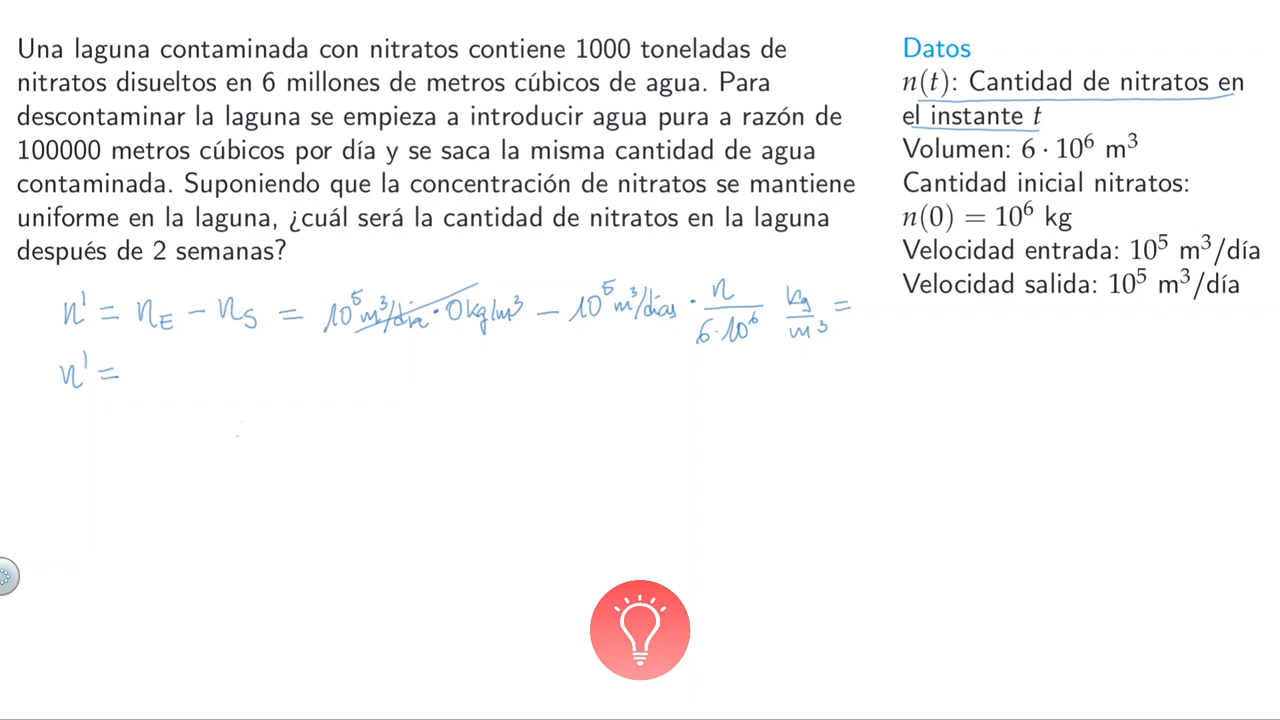 Una laguna contaminada con nitratos contiene 1000 toneladas de
nitratos disueltos en 6 millones de metros cúbicos de agua. Para
descontaminar la laguna se empieza a introducir agua pura a razón de
100000 metros cúbicos por día y se saca la misma cantidad de agua
contaminada. Suponiendo que la concentración de nitratos se mantiene
uniforme en la laguna, ¿cuál será la cantidad de nitratos en la laguna
después de 2 semanas?
Datos
n(t): Cantidad de nitratos en
el instante t
Volumen: 6 · 10⁶ m³
Cantidad inicial nitratos:
n(0) = 10⁶ kg
Velocidad entrada: 10⁵ m³/día
Velocidad salida: 10⁵ m³/día
n' = n_E − n_S = 10⁵ m³/día · 0 kg/m³ − 10⁵ m³/días · n/(6·10⁶) kg/m³ =
n' =